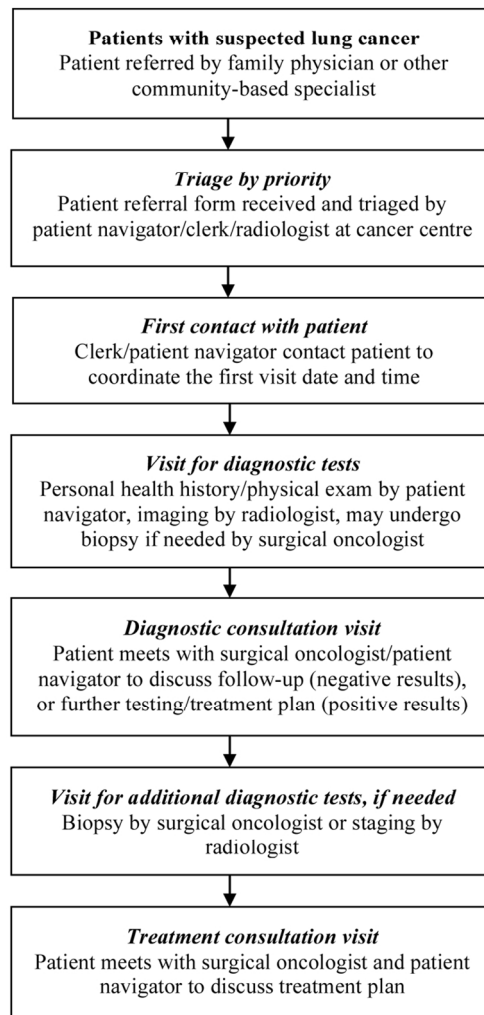 Patients with suspected lung cancer
Patient referred by family physician or other
community-based specialist
Triage by priority
Patient referral form received and triaged by
patient navigator/clerk/radiologist at cancer centre
First contact with patient
Clerk/patient navigator contact patient to
coordinate the first visit date and time
Visit for diagnostic tests
Personal health history/physical exam by patient
navigator, imaging by radiologist, may undergo
biopsy if needed by surgical oncologist
Diagnostic consultation visit
Patient meets with surgical oncologist/patient
navigator to discuss follow-up (negative results),
or further testing/treatment plan (positive results)
Visit for additional diagnostic tests, if needed
Biopsy by surgical oncologist or staging by
radiologist
Treatment consultation visit
Patient meets with surgical oncologist and patient
navigator to discuss treatment plan